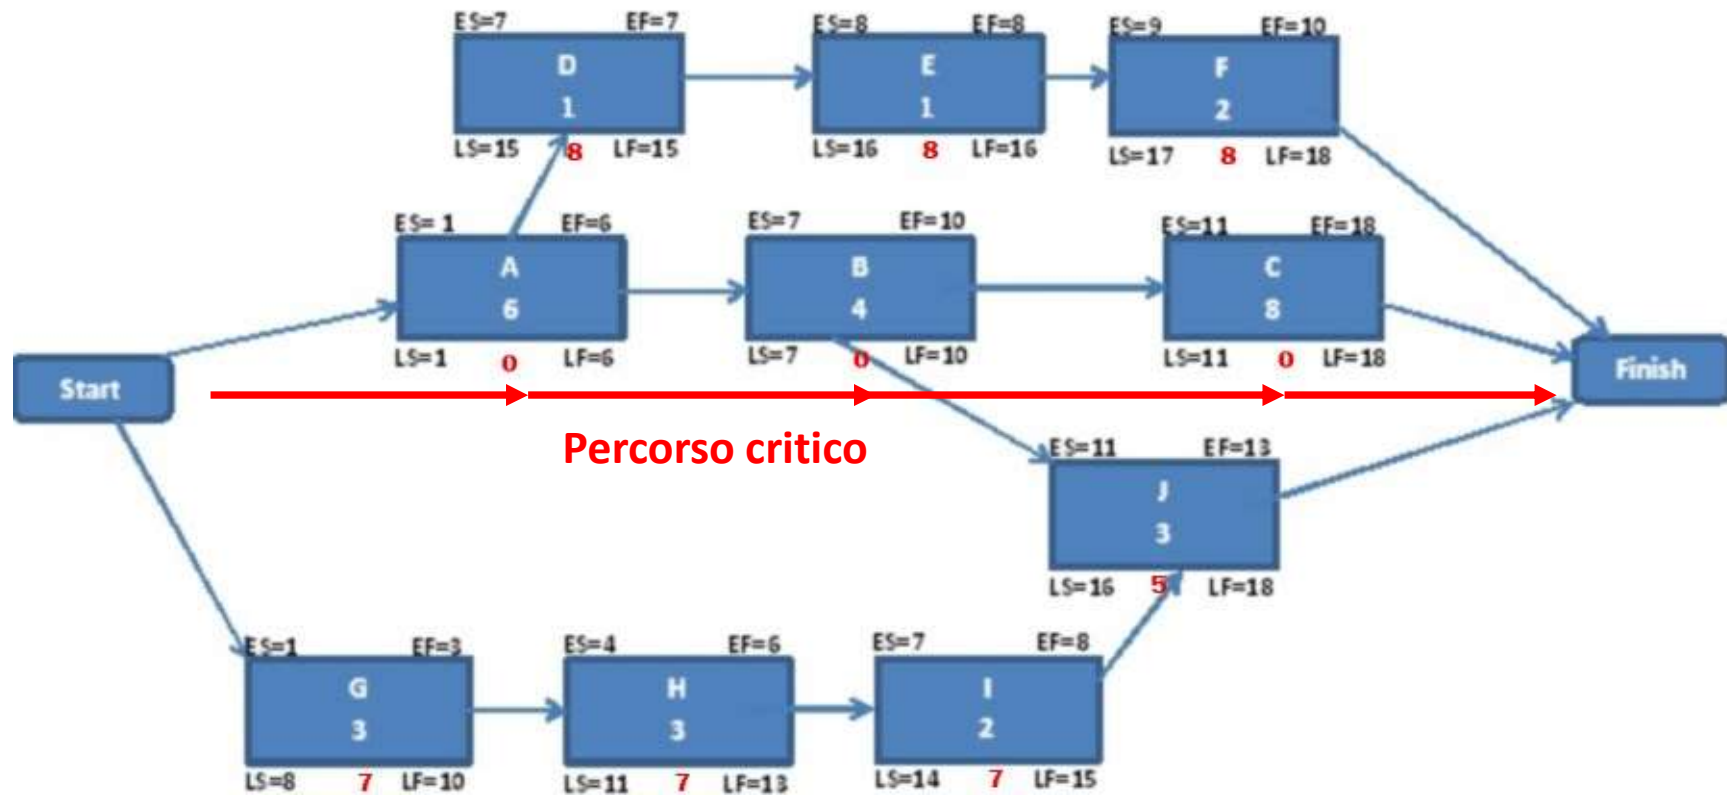 ES=7 EF=7
D
1
LS=15 8 LF=15
ES=8 EF=8
E
1
LS=16 8 LF=16
ES=9 EF=10
F
2
LS=17 8 LF=18
ES= 1 EF=6
A
6
LS=1 0 LF=6
ES=7 EF=10
B
4
LS=7 0 LF=10
ES=11 EF=18
C
8
LS=11 0 LF=18
Start
Finish
Percorso critico
ES=11 EF=13
J
3
LS=16 5 LF=18
ES=1 EF=3
G
3
LS=8 7 LF=10
ES=4 EF=6
H
3
LS=11 7 LF=13
ES=7 EF=8
I
2
LS=14 7 LF=15